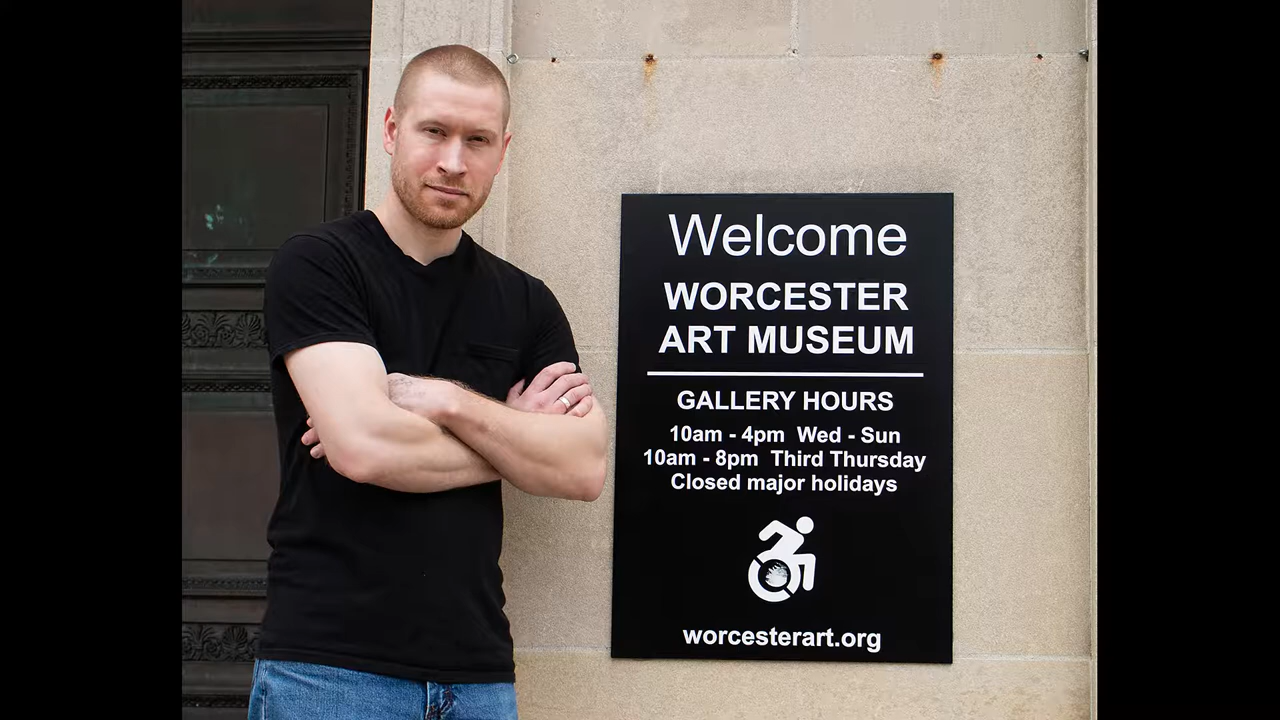 Welcome
WORCESTER
ART MUSEUM
GALLERY HOURS
10am - 4pm  Wed - Sun
10am - 8pm  Third Thursday
Closed major holidays
worcesterart.org